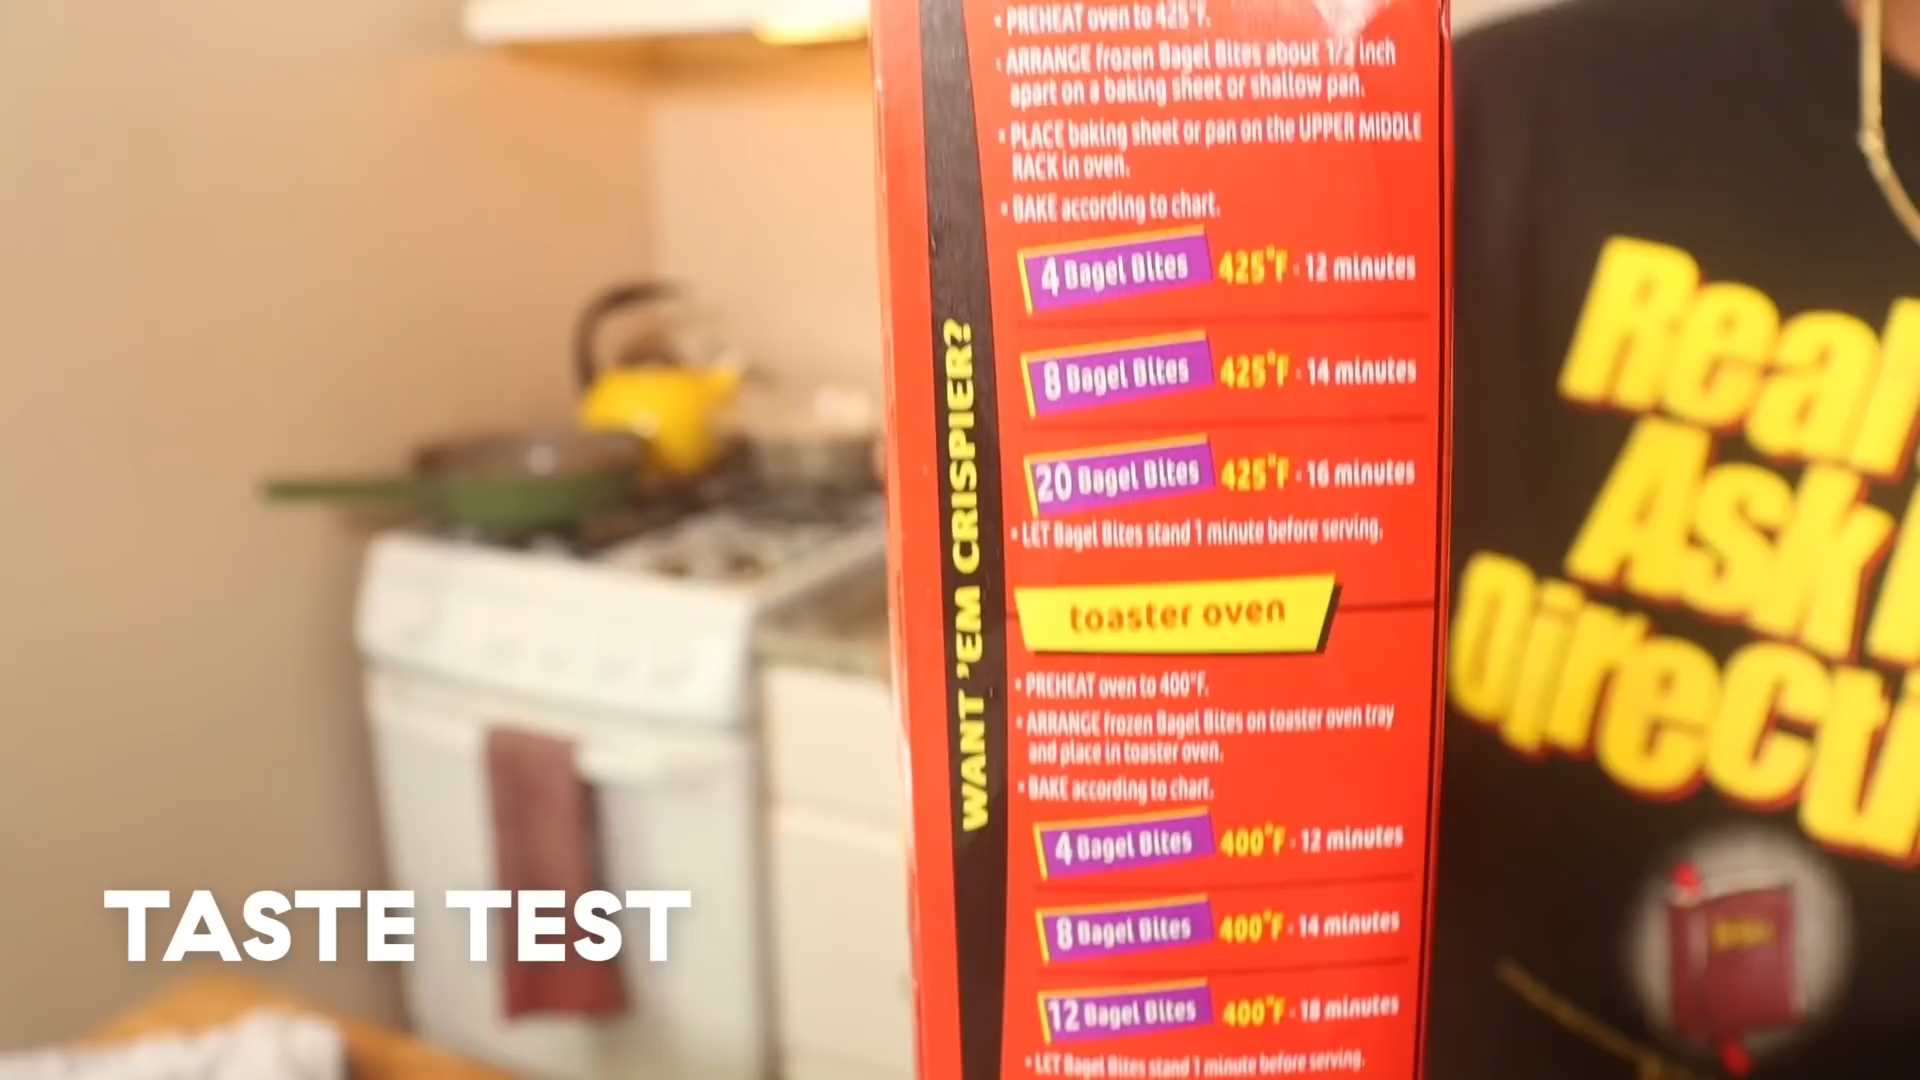 • PREHEAT oven to 425°F.
• ARRANGE frozen Bagel Bites about 1/2 inch
apart on a baking sheet or shallow pan.
• PLACE baking sheet or pan on the UPPER MIDDLE
RACK in oven.
• BAKE according to chart.
4 Bagel Bites 425°F - 12 minutes
8 Bagel Bites 425°F - 14 minutes
20 Bagel Bites 425°F - 16 minutes
• LET Bagel Bites stand 1 minute before serving.
toaster oven
• PREHEAT oven to 400°F.
• ARRANGE frozen Bagel Bites on toaster oven tray
and place in toaster oven.
• BAKE according to chart.
4 Bagel Bites 400°F - 12 minutes
8 Bagel Bites 400°F - 14 minutes
12 Bagel Bites 400°F - 18 minutes
• LET Bagel Bites stand 1 minute before serving.
WANT 'EM CRISPIER?
Real
Ask
Directi
TASTE TEST